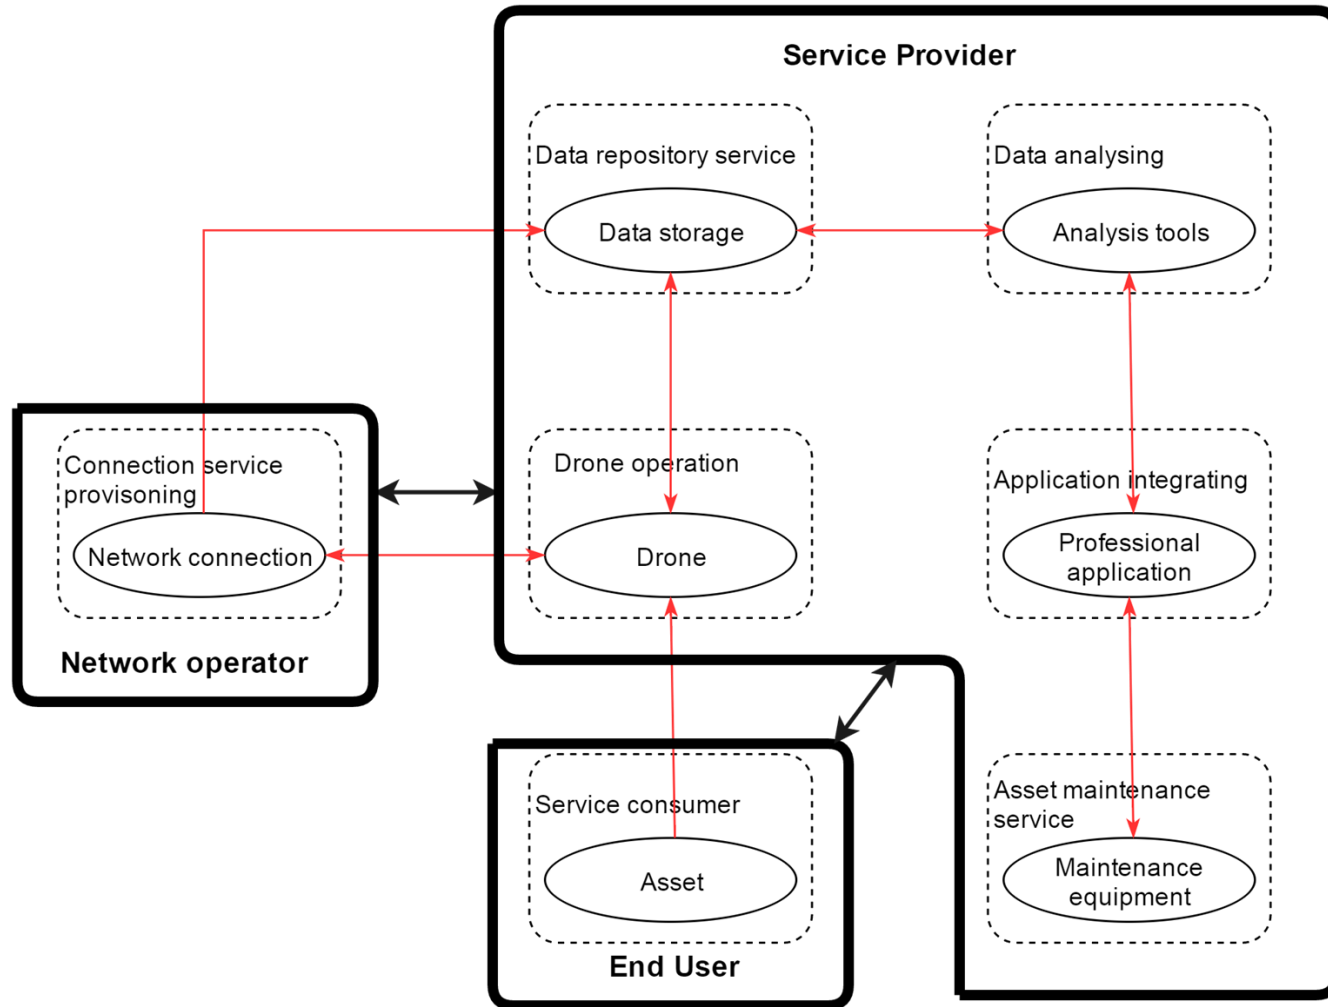 Service Provider
Data repository service
Data storage
Data analysing
Analysis tools
Connection service
provisoning
Network connection
Network operator
Drone operation
Drone
Application integrating
Professional
application
Service consumer
Asset
End User
Asset maintenance
service
Maintenance
equipment